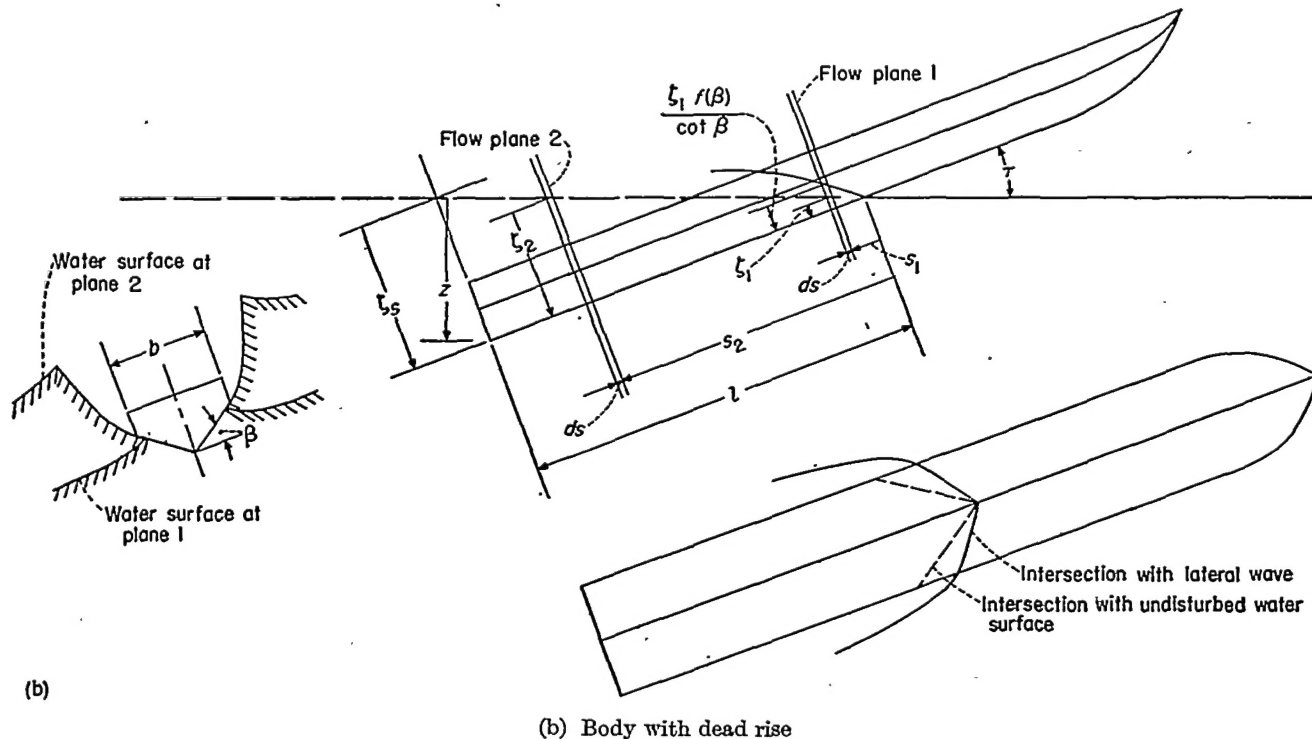 Flow plane 1
ζ₁ f(β)
cot β
Flow plane 2
τ
ζ₂
z
ζₛ
ζ₁
s₁
ds
Water surface at
plane 2
b
s₂
β
ds
l
Water surface at
plane 1
Intersection with lateral wave
Intersection with undisturbed water
surface
(b)
(b) Body with dead rise